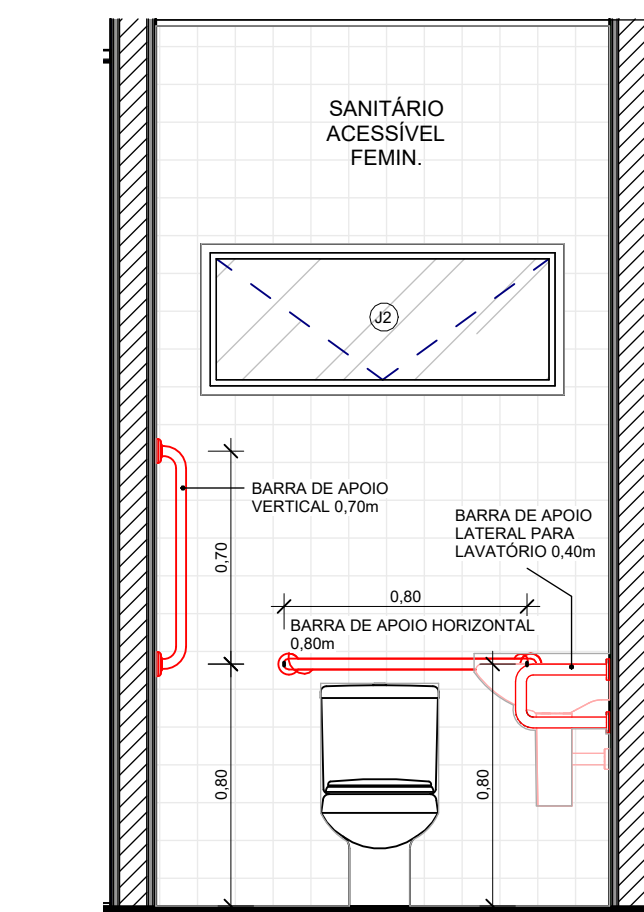 SANITÁRIO
ACESSÍVEL
FEMIN.
J2
BARRA DE APOIO
VERTICAL 0,70m
BARRA DE APOIO
LATERAL PARA
LAVATÓRIO 0,40m
0,70
0,80
BARRA DE APOIO HORIZONTAL
0,80m
0,80
0,80